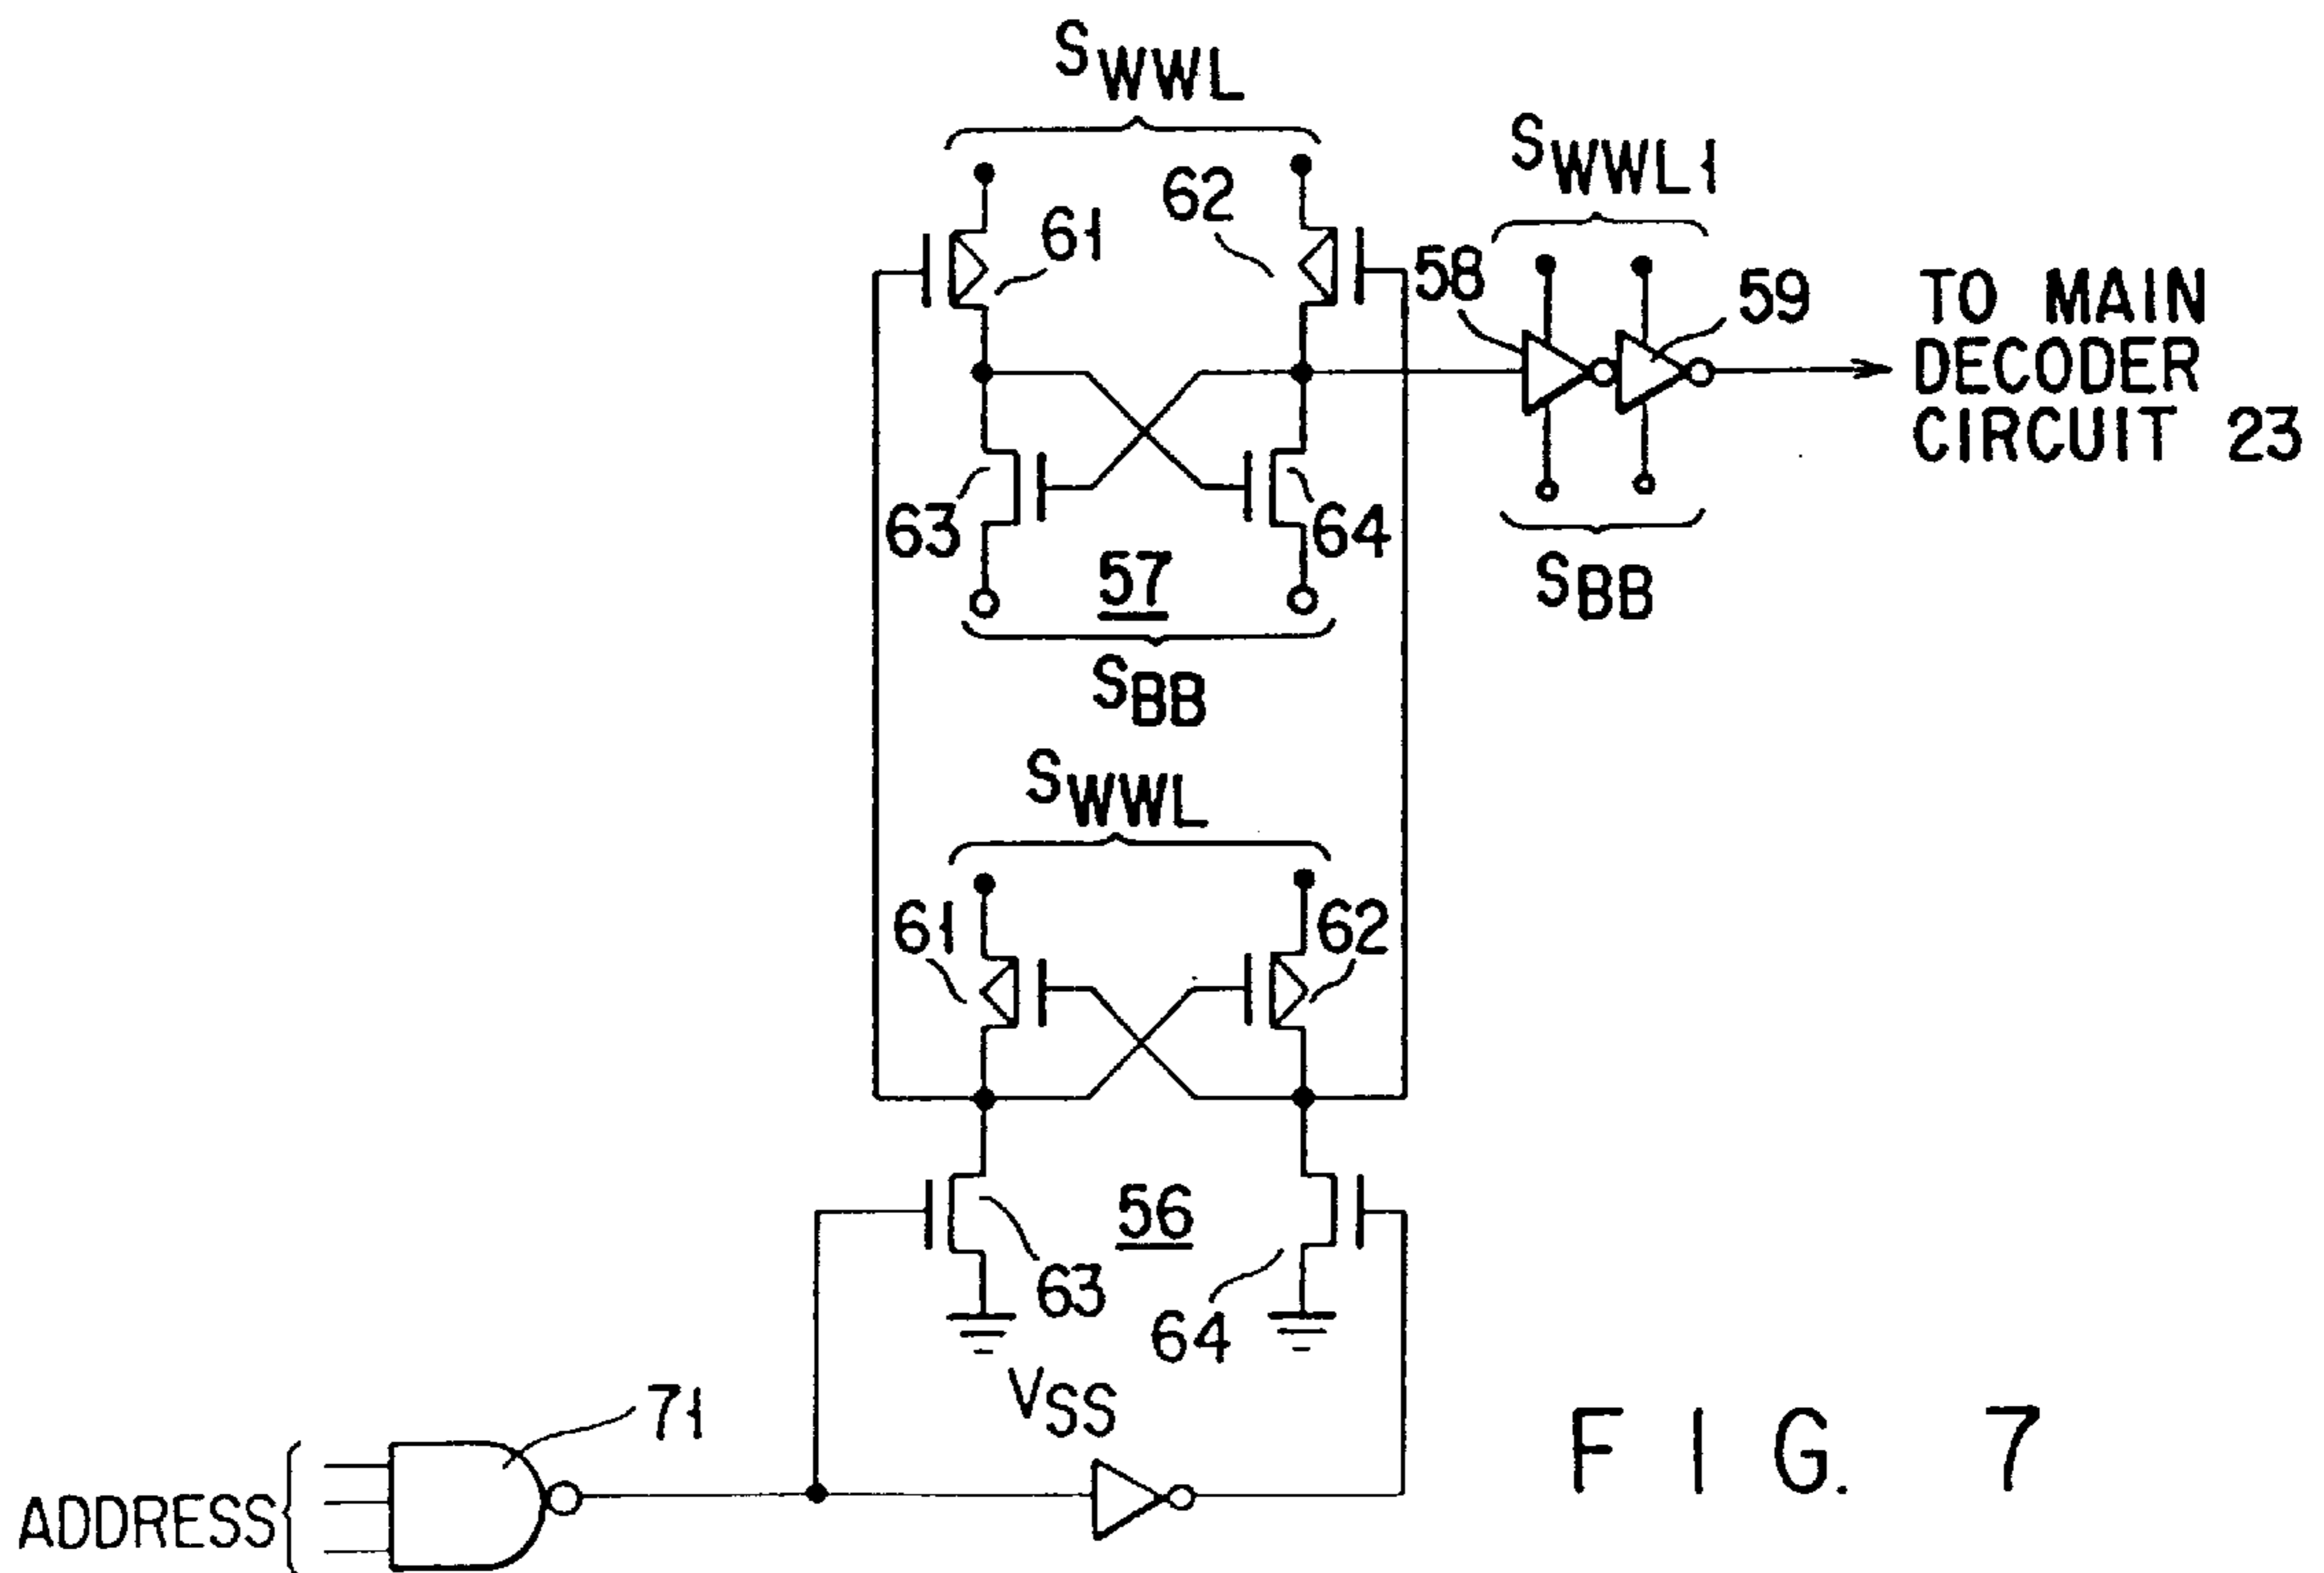 SWWL
SWWL1
62
61
58
59
TO MAIN
DECODER
CIRCUIT 23
63
64
57
SBB
SBB
SWWL
61
62
56
63
64
VSS
71
ADDRESS
FIG. 7